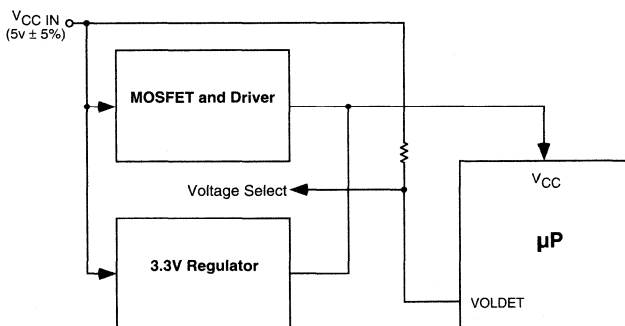 VCC IN
(5v ± 5%)
MOSFET and Driver
Voltage Select
VCC
µP
3.3V Regulator
VOLDET